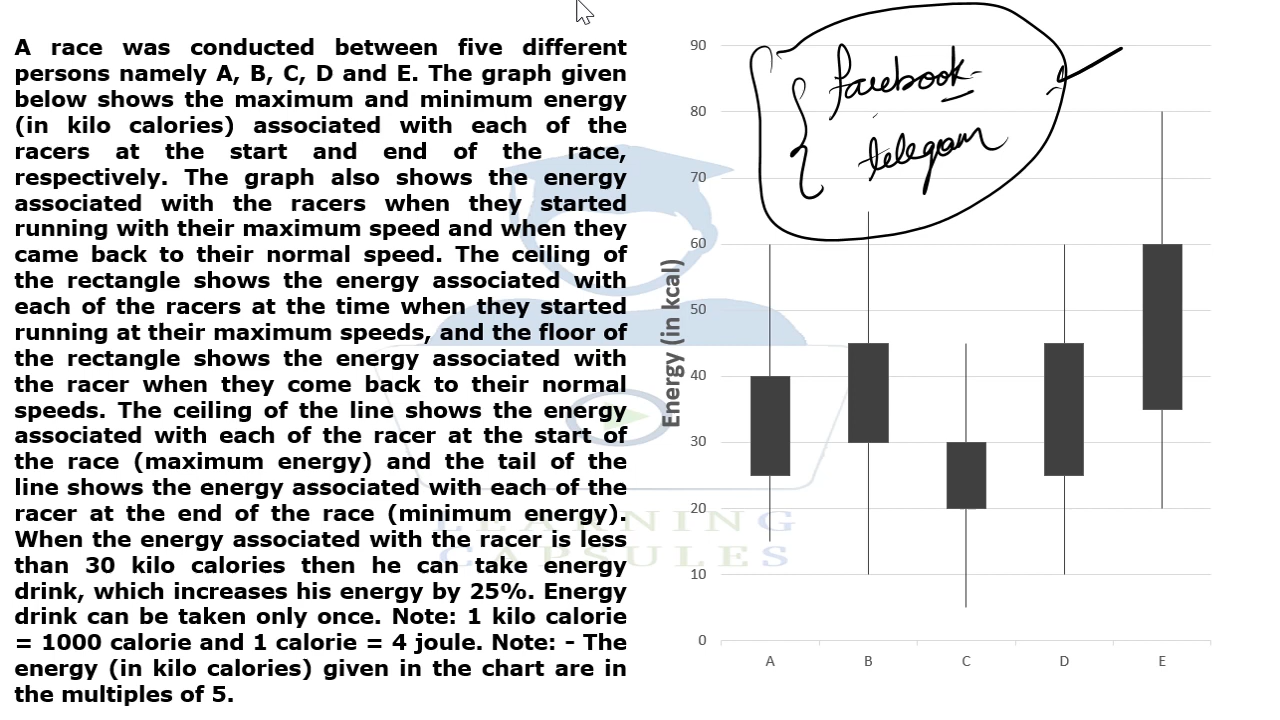 A race was conducted between five different
persons namely A, B, C, D and E. The graph given
below shows the maximum and minimum energy
(in kilo calories) associated with each of the
racers at the start and end of the race,
respectively. The graph also shows the energy
associated with the racers when they started
running with their maximum speed and when they
came back to their normal speed. The ceiling of
the rectangle shows the energy associated with
each of the racers at the time when they started
running at their maximum speeds, and the floor of
the rectangle shows the energy associated with
the racer when they come back to their normal
speeds. The ceiling of the line shows the energy
associated with each of the racer at the start of
the race (maximum energy) and the tail of the
line shows the energy associated with each of the
racer at the end of the race (minimum energy).
When the energy associated with the racer is less
than 30 kilo calories then he can take energy
drink, which increases his energy by 25%. Energy
drink can be taken only once. Note: 1 kilo calorie
= 1000 calorie and 1 calorie = 4 joule. Note: - The
energy (in kilo calories) given in the chart are in
the multiples of 5.
LEARNING
CAPSULES
facebook
telegram
Energy (in kcal)
90
80
70
60
50
40
30
20
10
0
A B C D E